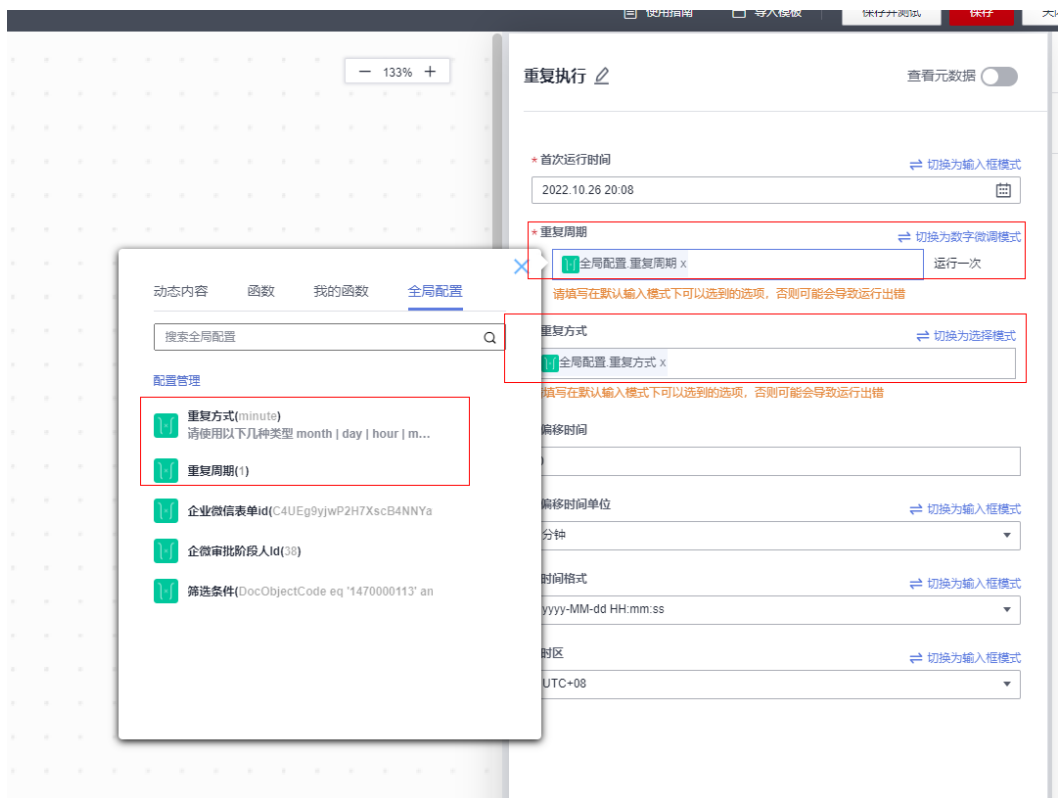 使用指南 导入模板 保存并测试 保存
133%
重复执行 查看元数据
*首次运行时间 切换为输入框模式
2022.10.26 20:08
*重复周期 切换为数字微调模式
全局配置.重复周期 x 运行一次
请填写在默认输入模式下可以选到的选项，否则可能会导致运行出错
重复方式 切换为选择模式
全局配置.重复方式 x
填写在默认输入模式下可以选到的选项，否则可能会导致运行出错
偏移时间
偏移时间单位 切换为输入框模式
分钟
时间格式 切换为输入框模式
yyyy-MM-dd HH:mm:ss
时区 切换为输入框模式
UTC+08
动态内容 函数 我的函数 全局配置
搜索全局配置
配置管理
重复方式(minute)
请使用以下几种类型 month | day | hour | m...
重复周期(1)
企业微信表单id(C4UEg9yjwP2H7XscB4NNYa
企微审批阶段人Id(38)
筛选条件(DocObjectCode eq '1470000113' an